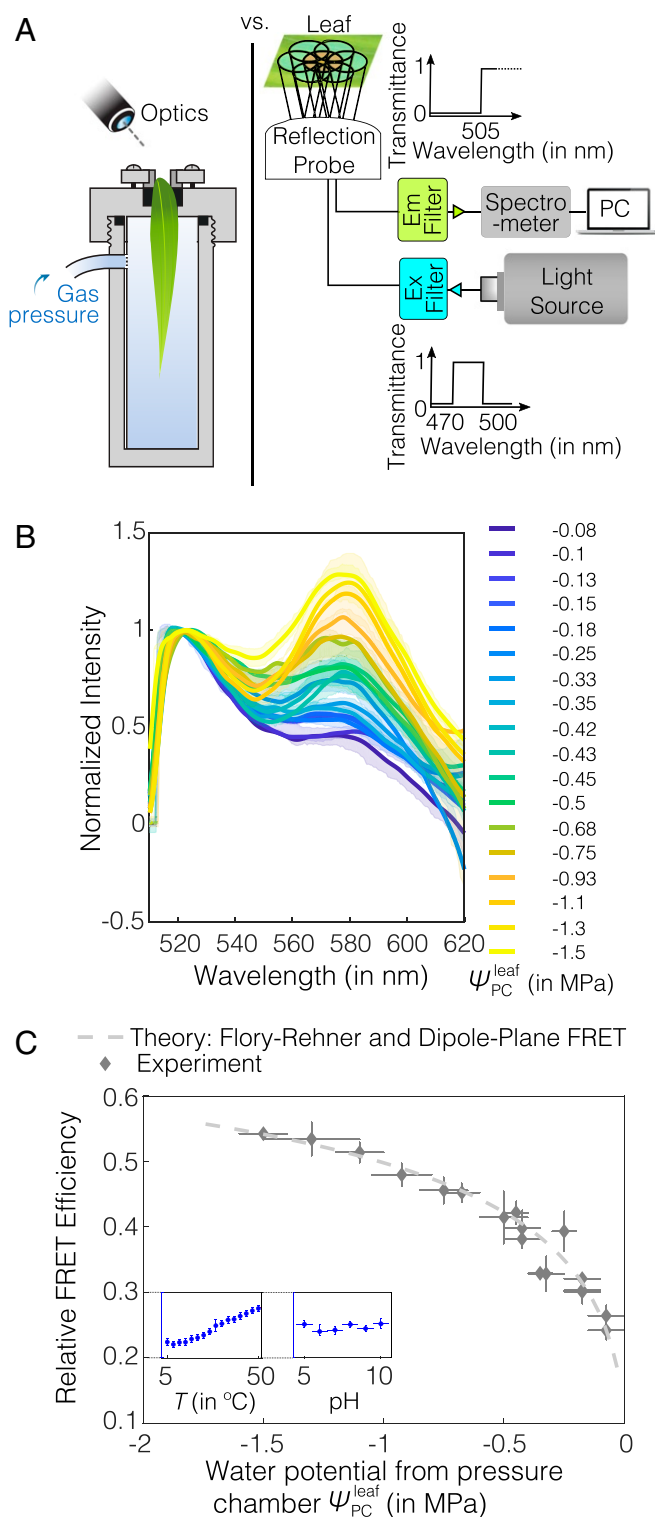 A
vs.
Leaf
Optics
Gas
pressure
Reflection
Probe
Transmittance
1
0
505
Wavelength (in nm)
Em
Filter
Spectro
-meter
PC
Ex
Filter
Light
Source
Transmittance
1
0
470 500
Wavelength (in nm)
B
Normalized Intensity
1.5
1
0.5
0
-0.5
520 540 560 580 600 620
Wavelength (in nm)
-0.08
-0.1
-0.13
-0.15
-0.18
-0.25
-0.33
-0.35
-0.42
-0.43
-0.45
-0.5
-0.68
-0.75
-0.93
-1.1
-1.3
-1.5
Ψ_PC^leaf (in MPa)
C
Theory: Flory-Rehner and Dipole-Plane FRET
Experiment
Relative FRET Efficiency
0.6
0.5
0.4
0.3
0.2
0.1
5 50
T (in ºC)
5 10
pH
-2 -1.5 -1 -0.5 0
Water potential from pressure
chamber Ψ_PC^leaf (in MPa)